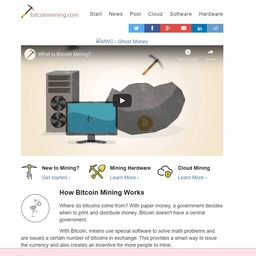 bitcoinmining.com
Start News Pool Cloud Software Hardware
MWC - Ghost Money
What is Bitcoin Mining?
New to Mining? Mining Hardware Cloud Mining
Get started › Learn More › Learn More ›
How Bitcoin Mining Works
Where do bitcoins come from? With paper money, a government decides
when to print and distribute money. Bitcoin doesn't have a central
government.
With Bitcoin, miners use special software to solve math problems and
are issued a certain number of bitcoins in exchange. This provides a smart way to issue
the currency and also creates an incentive for more people to mine.